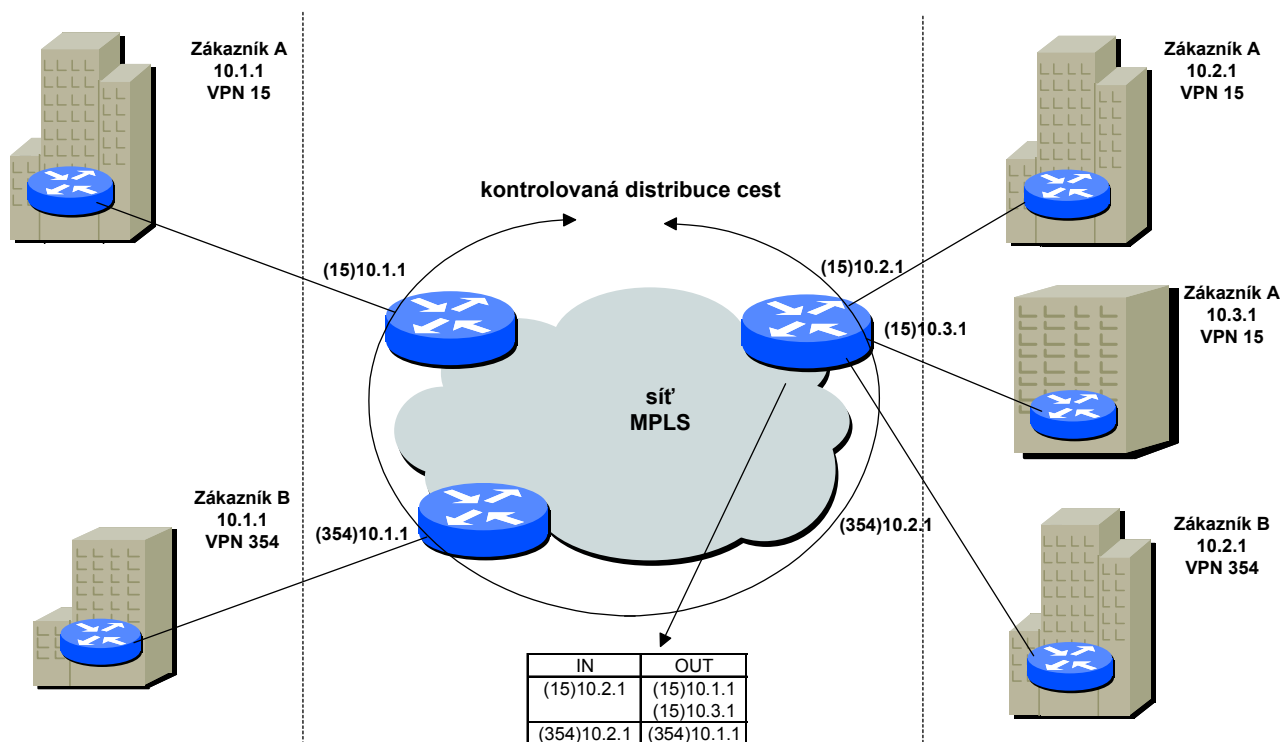 Zákazník A
10.1.1
VPN 15
Zákazník A
10.2.1
VPN 15
kontrolovaná distribuce cest
(15)10.1.1
(15)10.2.1
(15)10.3.1
Zákazník A
10.3.1
VPN 15
síť
MPLS
Zákazník B
10.1.1
VPN 354
(354)10.1.1
(354)10.2.1
Zákazník B
10.2.1
VPN 354
IN OUT
(15)10.2.1 (15)10.1.1
(15)10.3.1
(354)10.2.1 (354)10.1.1